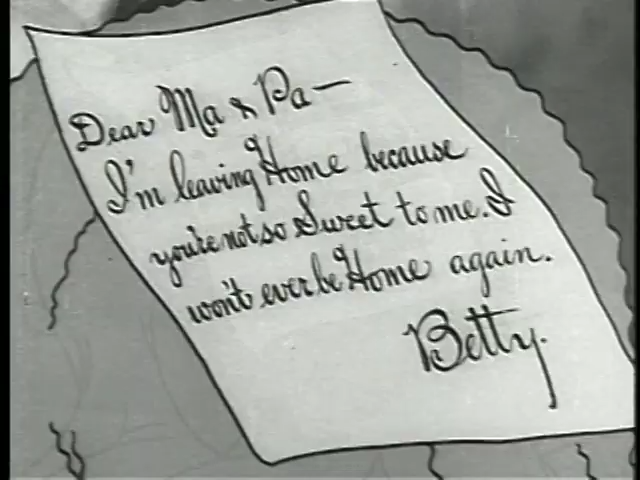 Dear Ma & Pa—
I'm leaving Home because
you're not so Sweet to me. I
won't ever be Home again.
Betty.